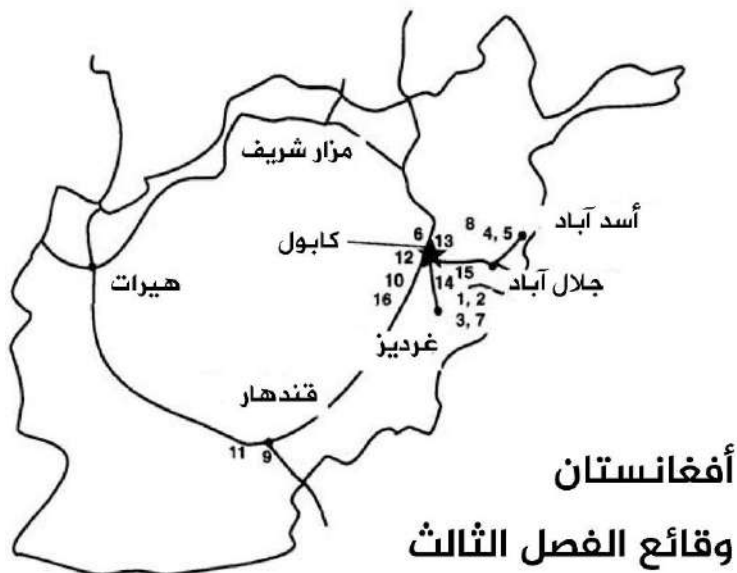 مزار شريف
أسد آباد
8
4, 5
6
13
كابول
12
15
جلال آباد
هيرات
10
14
16
1, 2
3, 7
غرديز
قندهار
11
9
أفغانستان
وقائع الفصل الثالث